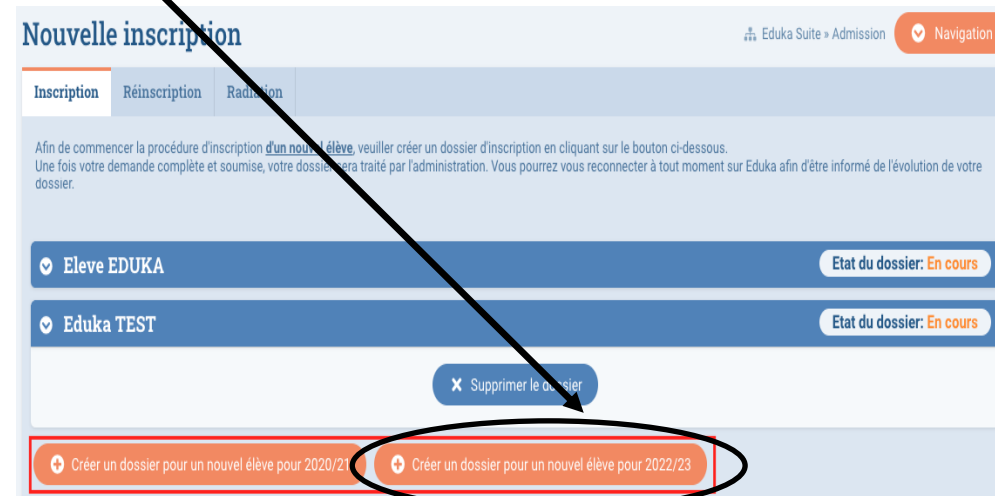 Nouvelle inscription
Eduka Suite » Admission
Navigation
Inscription Réinscription Radiation
Afin de commencer la procédure d'inscription d'un nouvel élève, veuiller créer un dossier d'inscription en cliquant sur le bouton ci-dessous.
Une fois votre demande complète et soumise, votre dossier sera traité par l'administration. Vous pourrez vous reconnecter à tout moment sur Eduka afin d'être informé de l'évolution de votre
dossier.
Eleve EDUKA
Etat du dossier: En cours
Eduka TEST
Etat du dossier: En cours
Supprimer le dossier
Créer un dossier pour un nouvel élève pour 2020/21
Créer un dossier pour un nouvel élève pour 2022/23